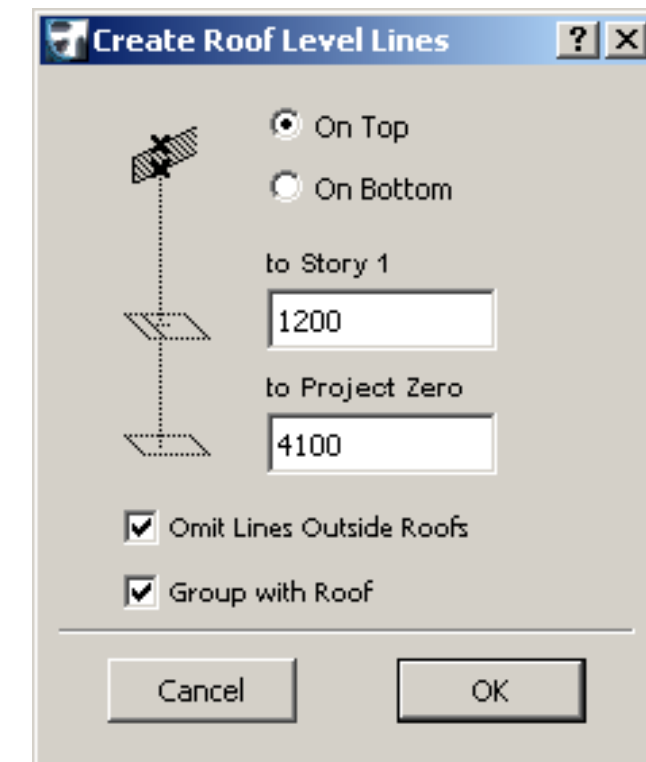 Create Roof Level Lines
On Top
On Bottom
to Story 1
1200
to Project Zero
4100
Omit Lines Outside Roofs
Group with Roof
Cancel
OK